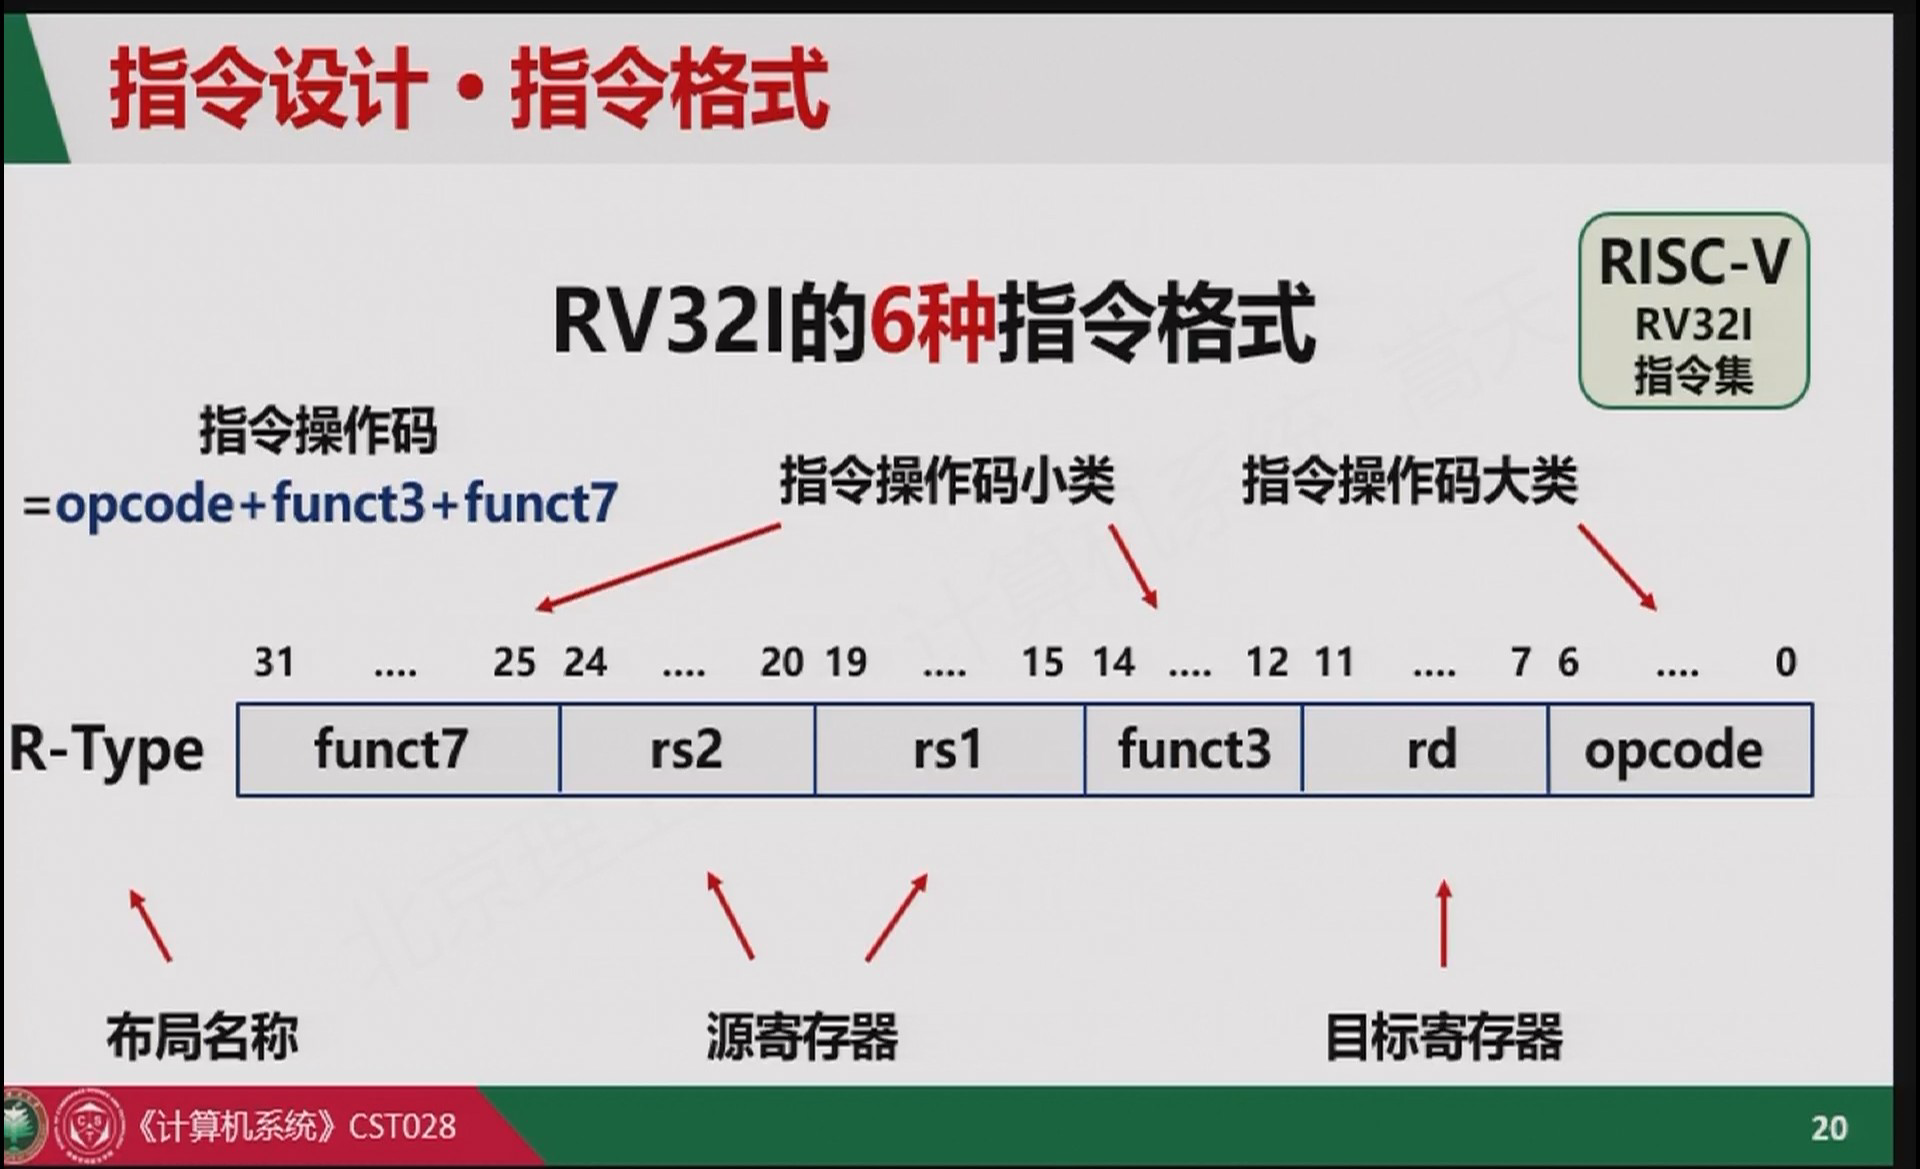 指令设计·指令格式
RISC-V
RV32I
指令集
RV32I的6种指令格式
指令操作码
=opcode+funct3+funct7
指令操作码小类 指令操作码大类
31 .... 25 24 .... 20 19 .... 15 14 .... 12 11 .... 7 6 .... 0
R-Type funct7 rs2 rs1 funct3 rd opcode
布局名称 源寄存器 目标寄存器
《计算机系统》CST028
20